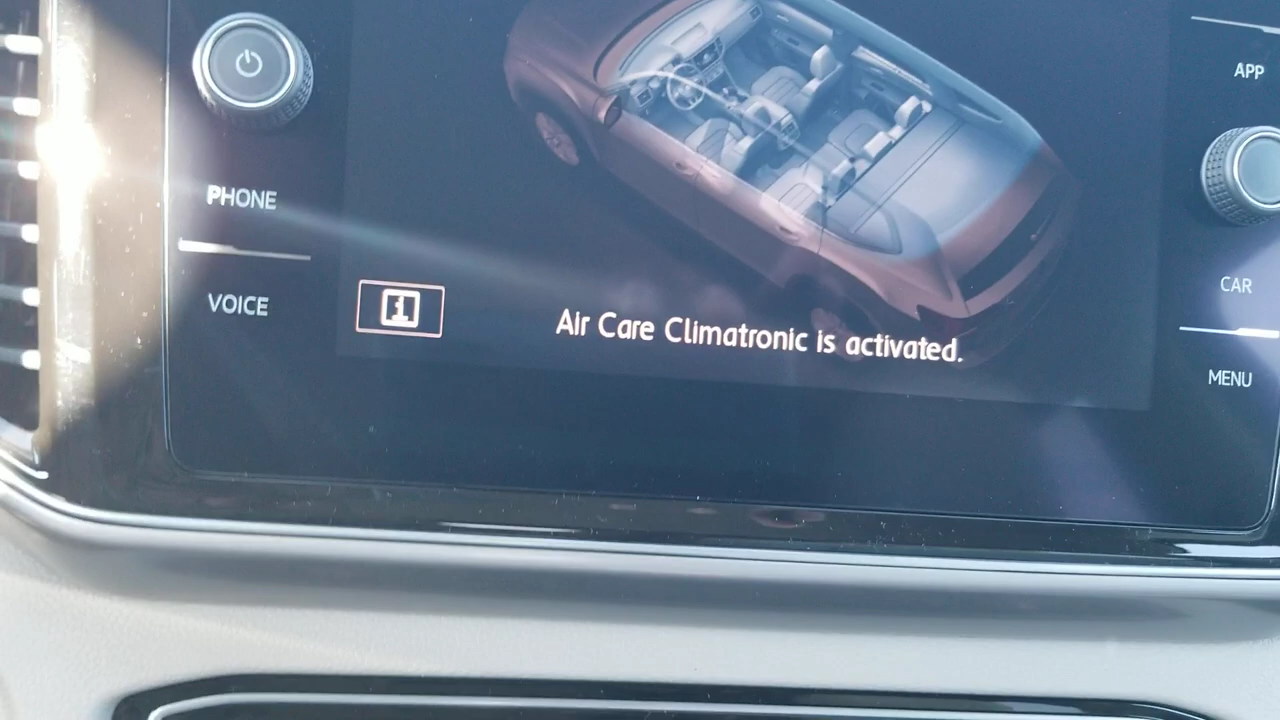 PHONE
VOICE
i
Air Care Climatronic is activated.
APP
CAR
MENU